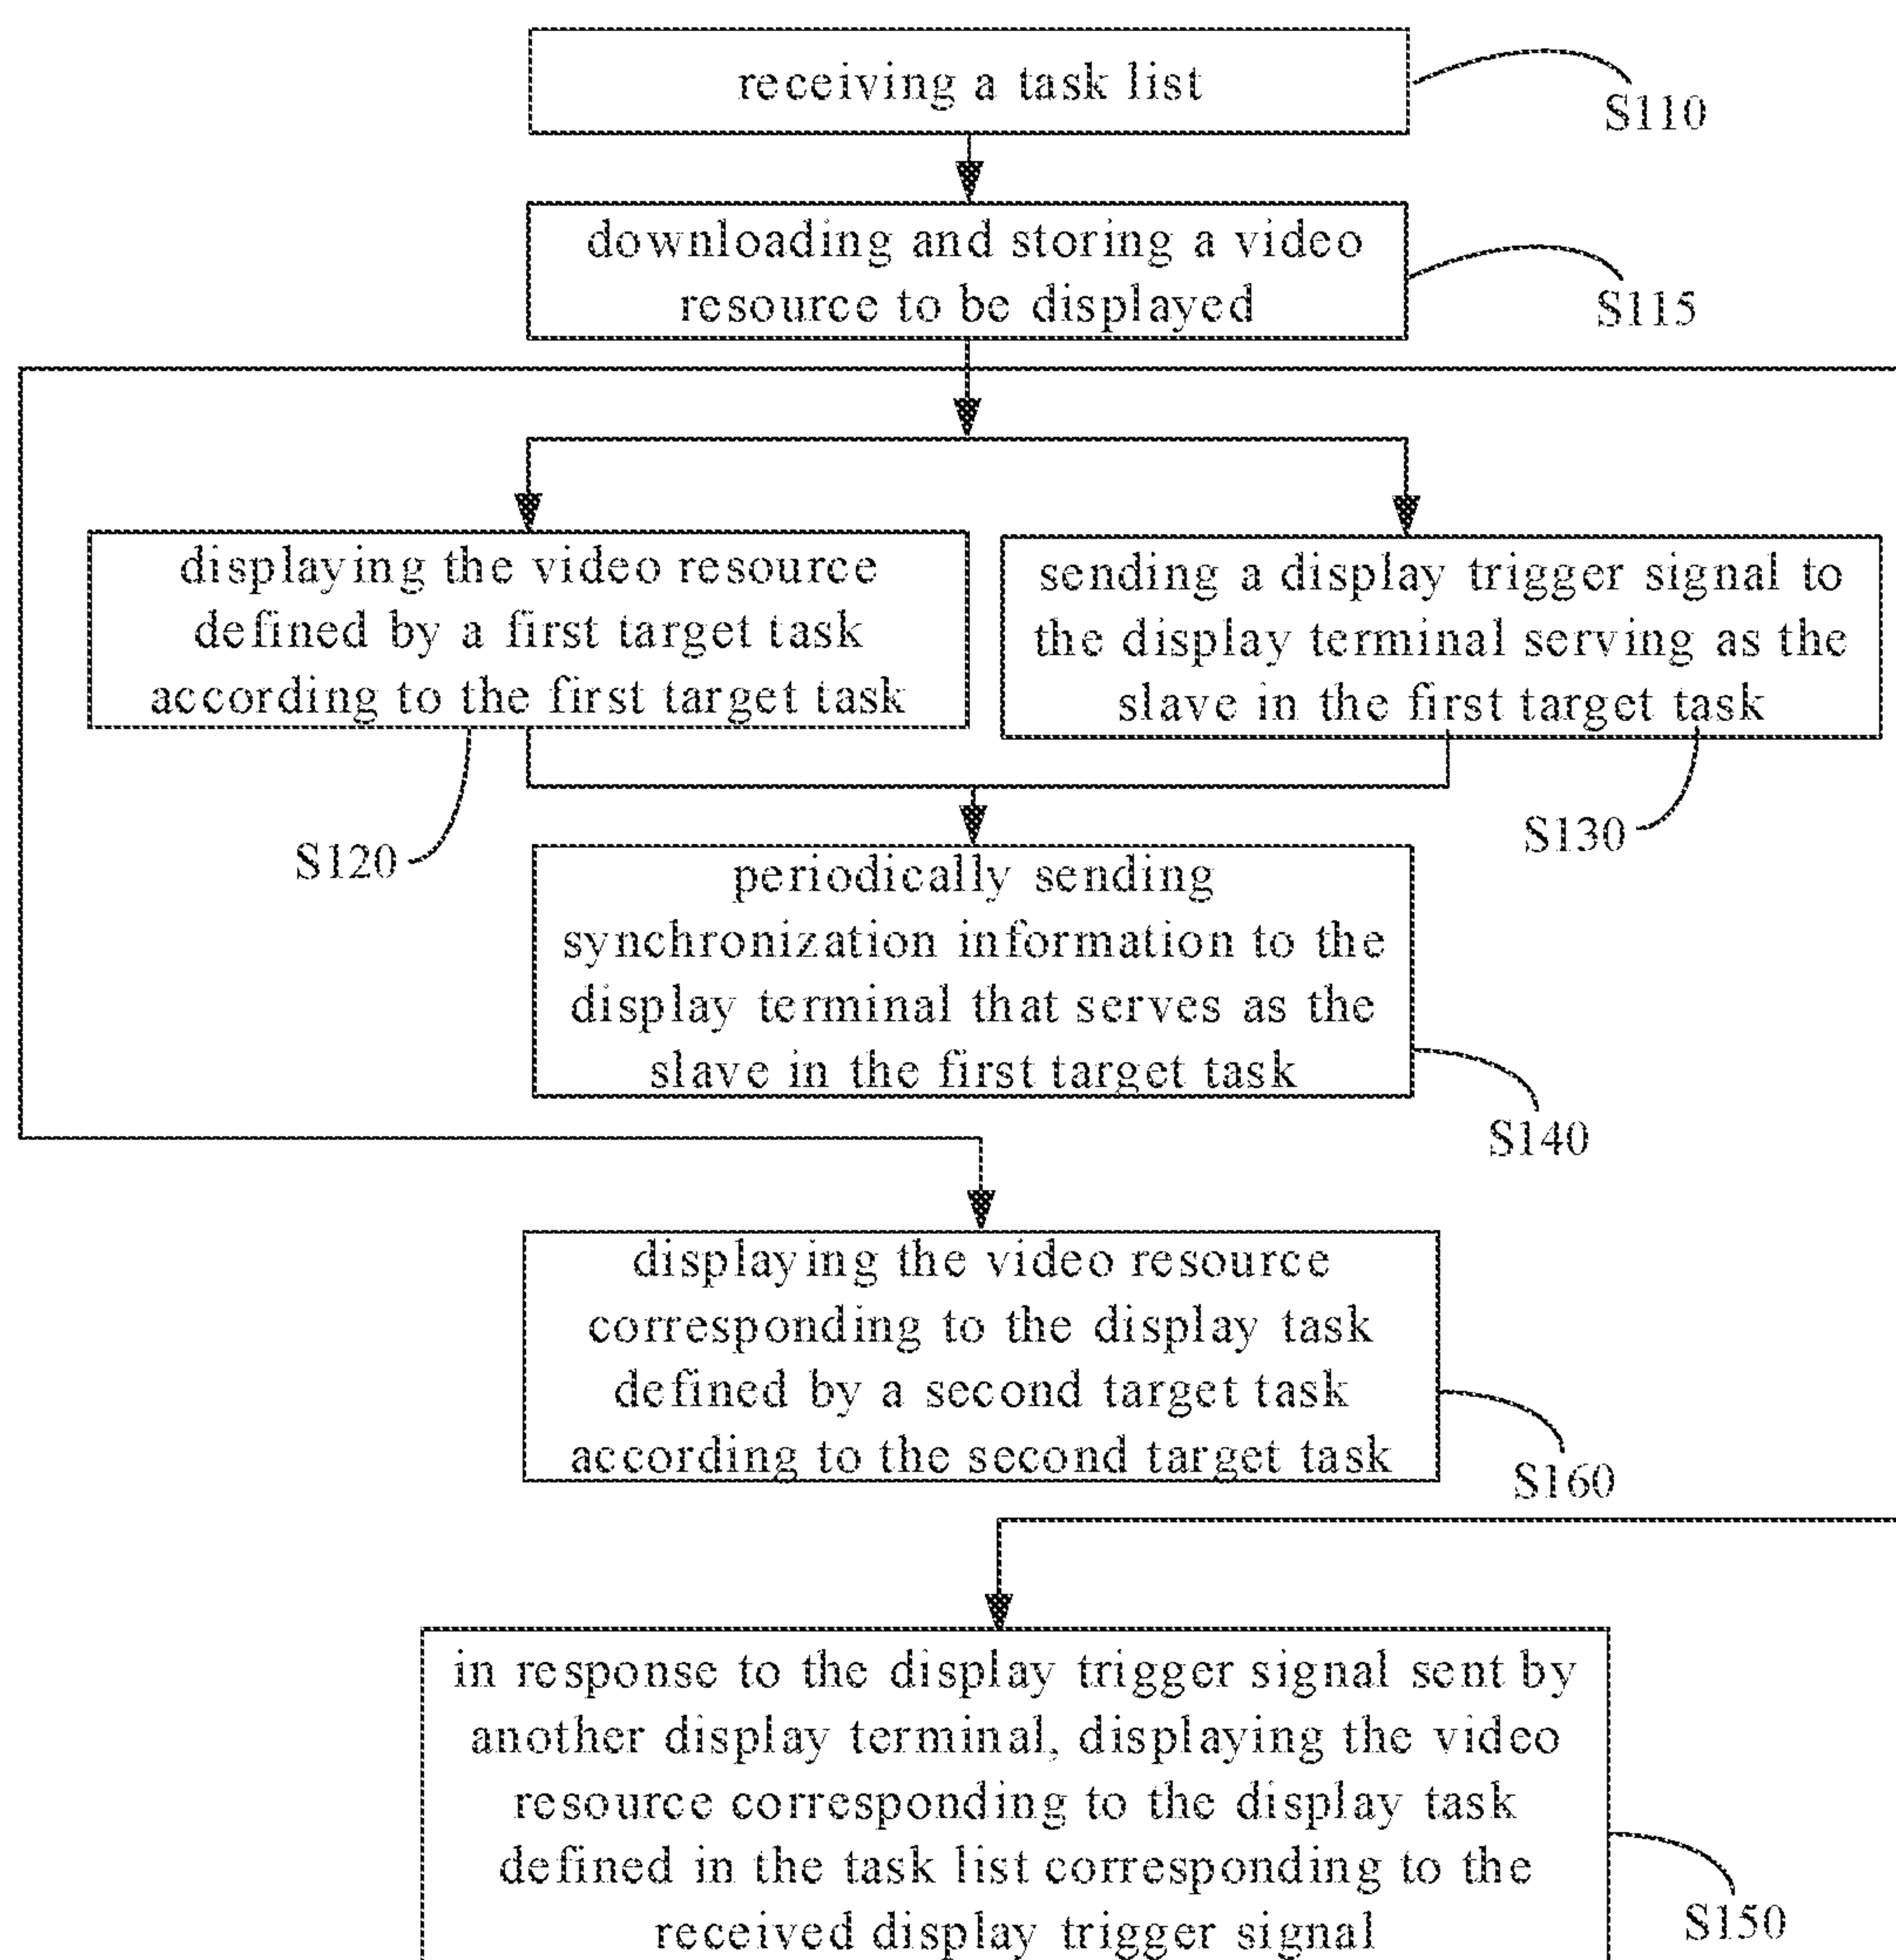 receiving a task list
S110
downloading and storing a video
resource to be displayed
S115
displaying the video resource
defined by a first target task
according to the first target task
S120
sending a display trigger signal to
the display terminal serving as the
slave in the first target task
S130
periodically sending
synchronization information to the
display terminal that serves as the
slave in the first target task
S140
displaying the video resource
corresponding to the display task
defined by a second target task
according to the second target task
S160
in response to the display trigger signal sent by
another display terminal, displaying the video
resource corresponding to the display task
defined in the task list corresponding to the
received display trigger signal
S150